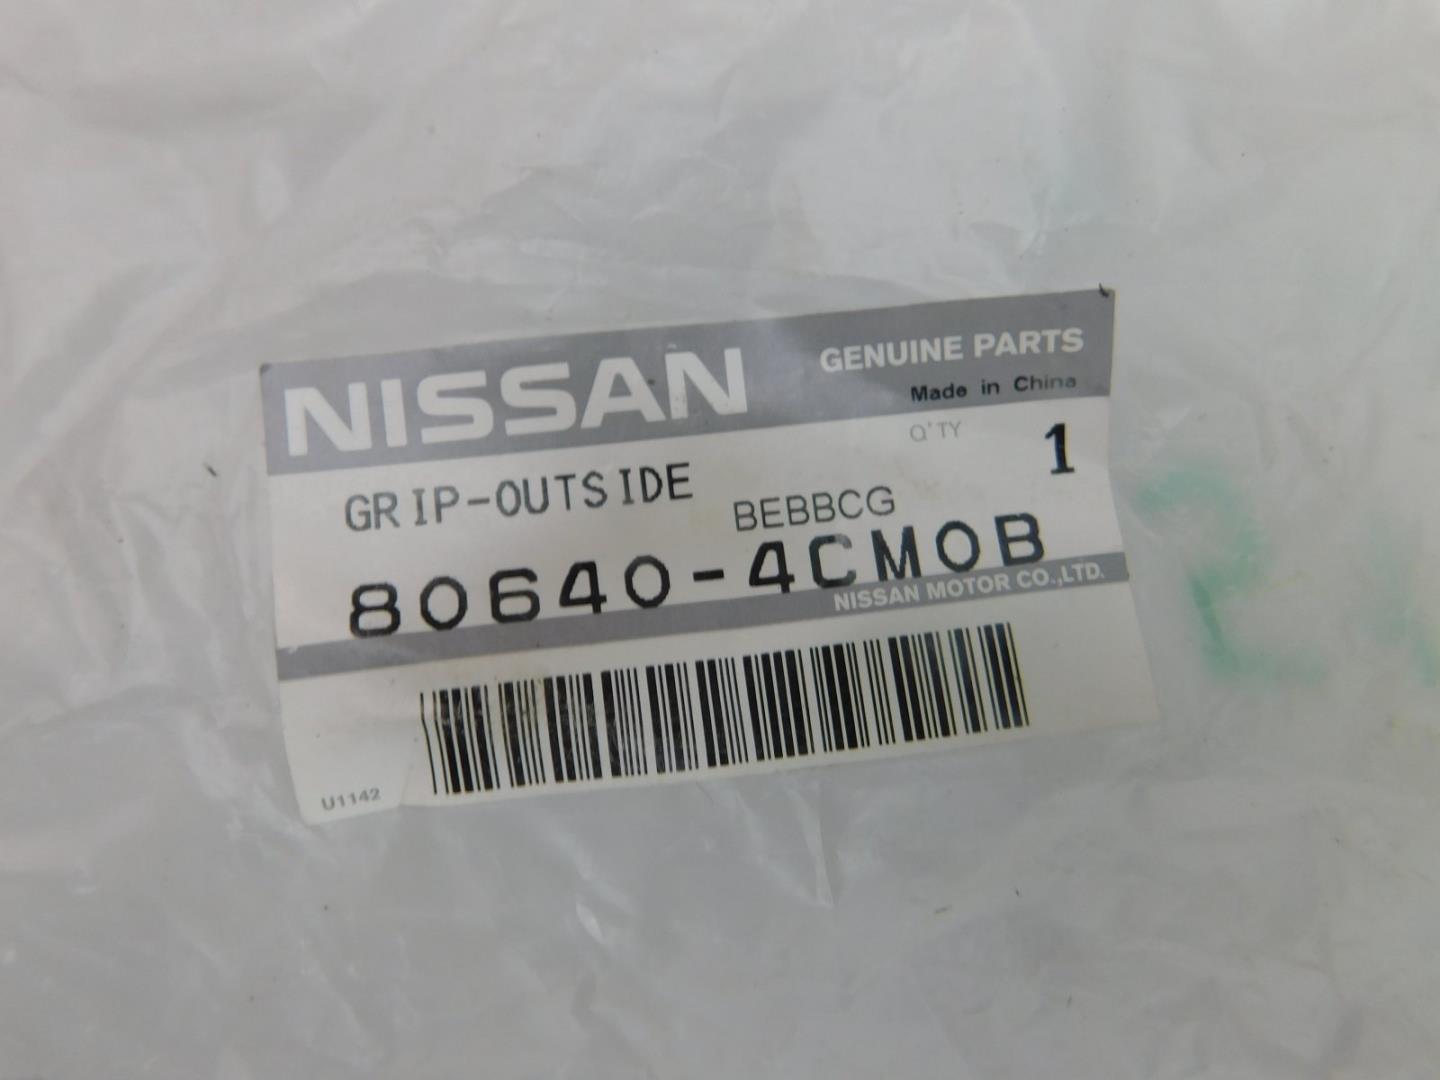 NISSAN
GENUINE PARTS
Made in China
Q'TY
1
GRIP-OUTSIDE
BEBBCG
80640-4CM0B
NISSAN MOTOR CO.,LTD.
U1142